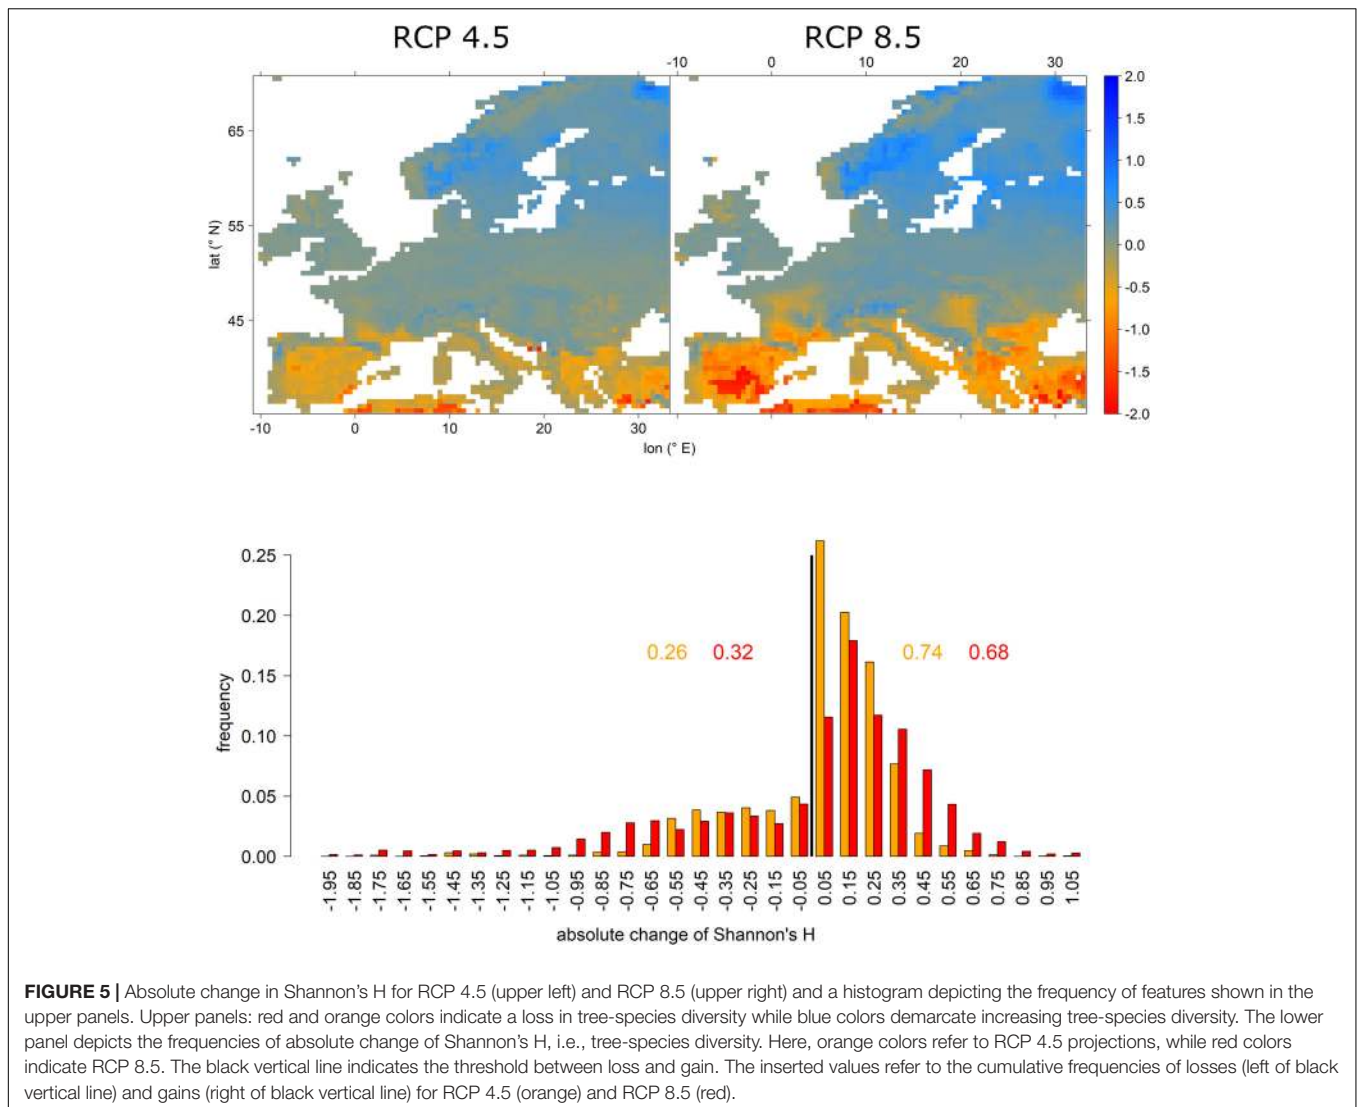 RCP 4.5
RCP 8.5
-10 0 10 20 30
65
55
45
lat (° N)
2.0
1.5
1.0
0.5
0.0
-0.5
-1.0
-1.5
-2.0
-10 0 10 20 30
lon (° E)
0.25
0.20
0.15
0.10
0.05
0.00
frequency
0.26 0.32 0.74 0.68
-1.95 -1.85 -1.75 -1.65 -1.55 -1.45 -1.35 -1.25 -1.15 -1.05 -0.95 -0.85 -0.75 -0.65 -0.55 -0.45 -0.35 -0.25 -0.15 -0.05 0.05 0.15 0.25 0.35 0.45 0.55 0.65 0.75 0.85 0.95 1.05
absolute change of Shannon's H
FIGURE 5 | Absolute change in Shannon's H for RCP 4.5 (upper left) and RCP 8.5 (upper right) and a histogram depicting the frequency of features shown in the
upper panels. Upper panels: red and orange colors indicate a loss in tree-species diversity while blue colors demarcate increasing tree-species diversity. The lower
panel depicts the frequencies of absolute change of Shannon's H, i.e., tree-species diversity. Here, orange colors refer to RCP 4.5 projections, while red colors
indicate RCP 8.5. The black vertical line indicates the threshold between loss and gain. The inserted values refer to the cumulative frequencies of losses (left of black
vertical line) and gains (right of black vertical line) for RCP 4.5 (orange) and RCP 8.5 (red).